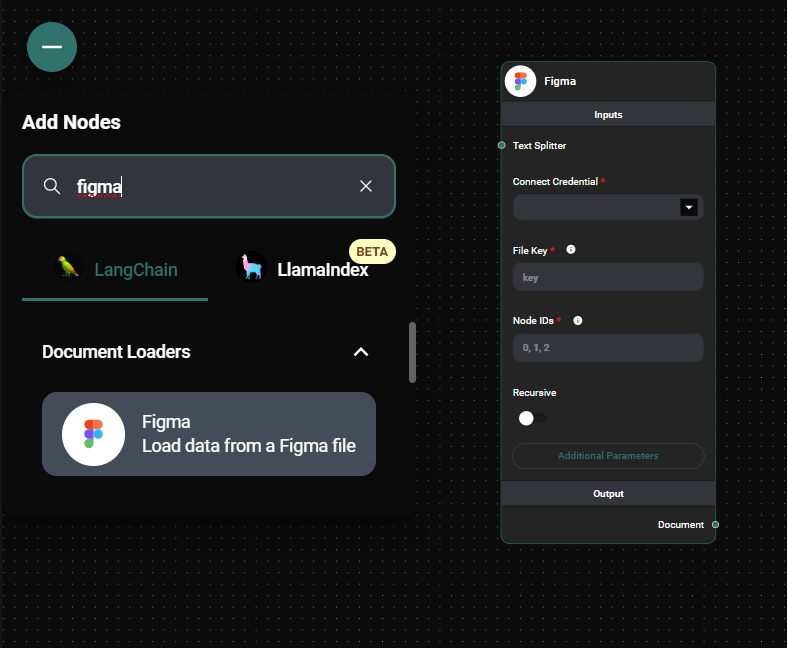 Add Nodes
figma
LangChain
LlamaIndex
BETA
Document Loaders
Figma
Load data from a Figma file
Figma
Inputs
Text Splitter
Connect Credential *
File Key *
key
Node IDs *
0, 1, 2
Recursive
Additional Parameters
Output
Document